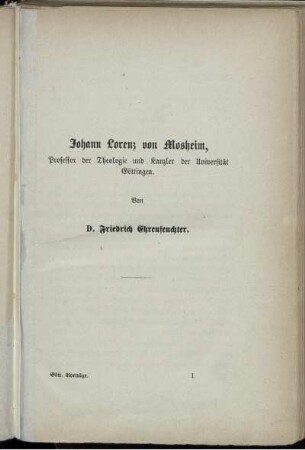 Johann Lorenz von Mosheim,
Professor der Theologie und Kanzler der Universität
Göttingen.
Von
D. Friedrich Ehrenfeuchter.
Gött. Vorträge. 1